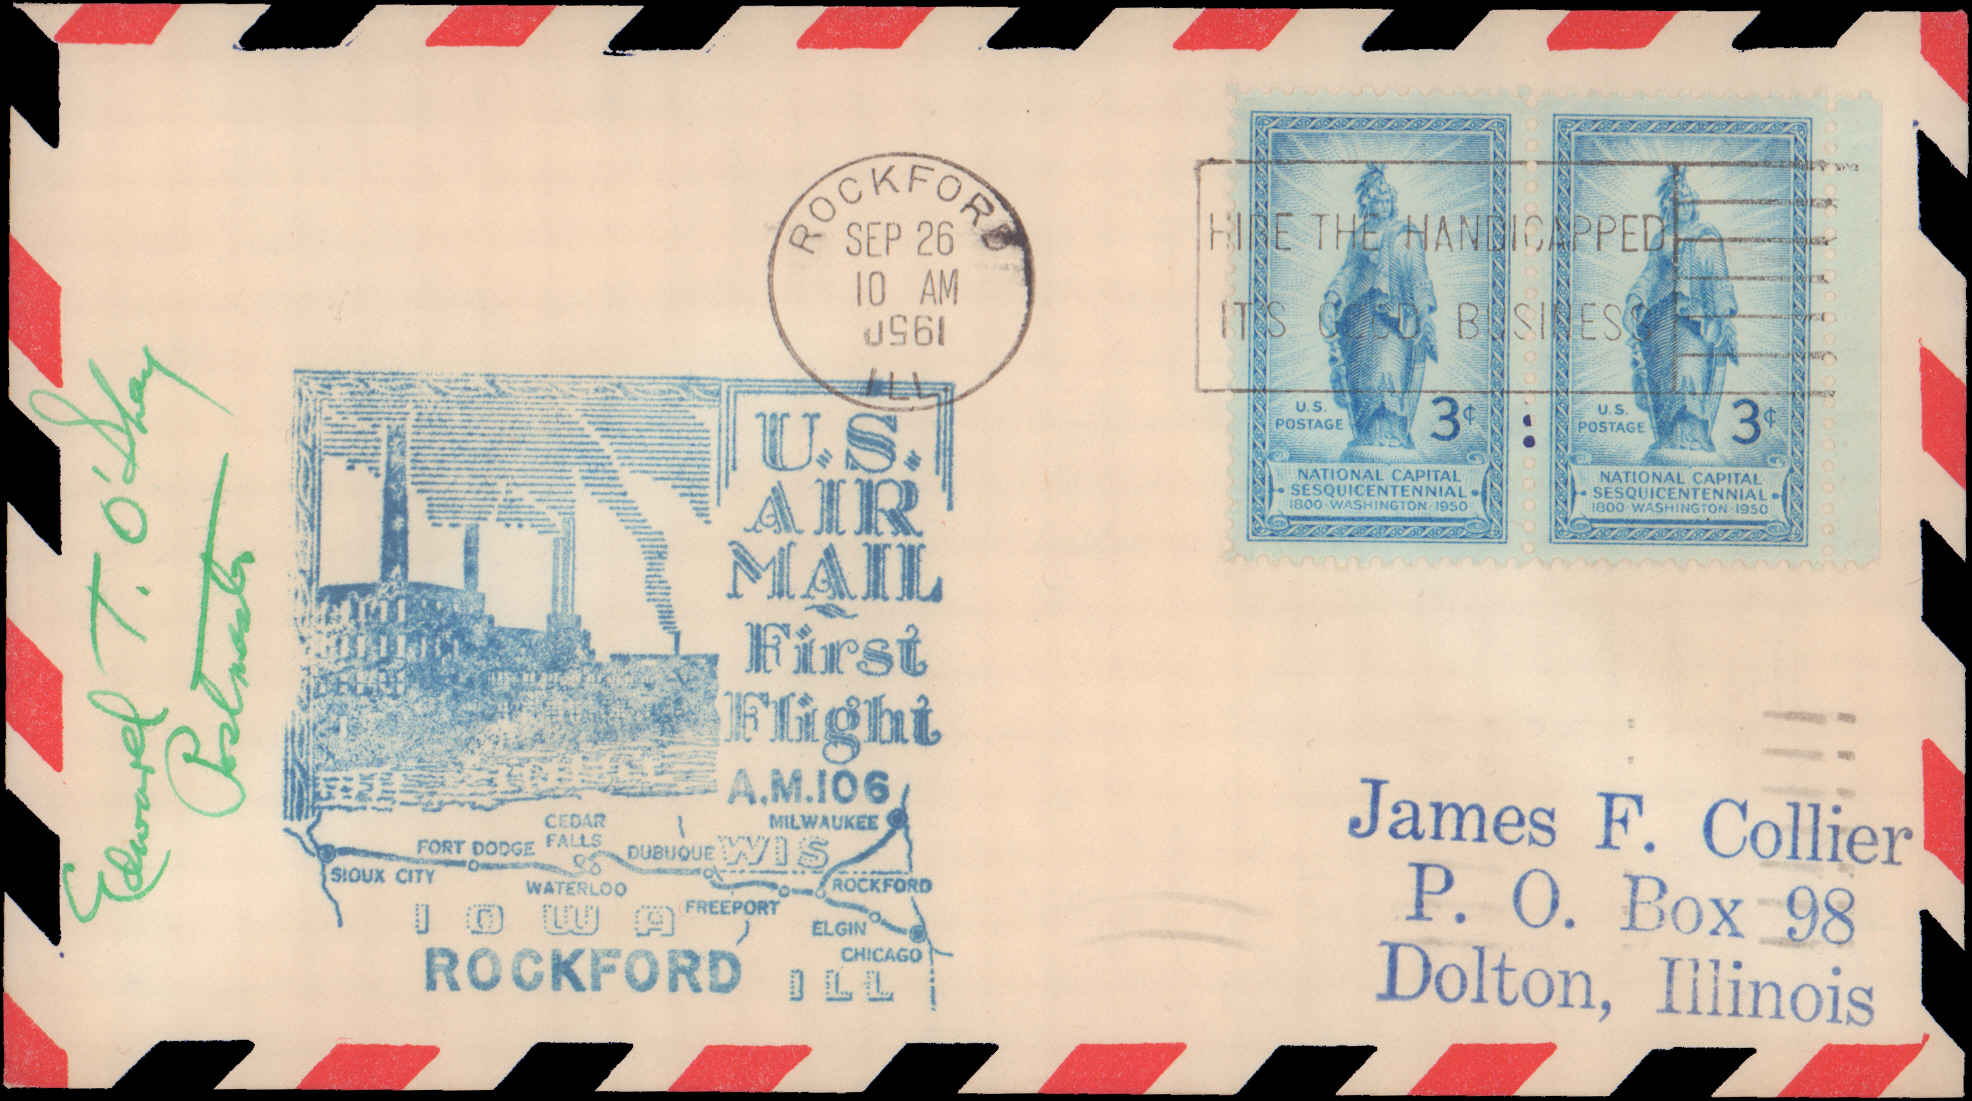 ROCKFORD
SEP 26
10 AM
1950
ILL
HIRE THE HANDICAPPED
IT'S GOOD BUSINESS
U.S. POSTAGE 3¢
NATIONAL CAPITAL
SESQUICENTENNIAL
1800·WASHINGTON·1950
U.S. POSTAGE 3¢
NATIONAL CAPITAL
SESQUICENTENNIAL
1800·WASHINGTON·1950
Edward T. O'Shay
Postmaster
U.S.
AIR
MAIL
First
Flight
A.M.106
MILWAUKEE
WIS
CEDAR FALLS
FORT DODGE
DUBUQUE
SIOUX CITY
WATERLOO
ROCKFORD
FREEPORT
IOWA
ELGIN
CHICAGO
ROCKFORD
ILL
James F. Collier
P. O. Box 98
Dolton, Illinois